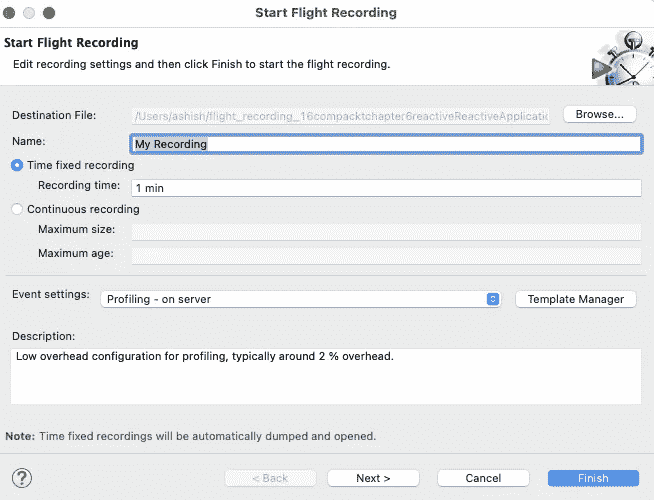 Start Flight Recording
Start Flight Recording
Edit recording settings and then click Finish to start the flight recording.
Destination File: /Users/ashish/flight_recording_16compacktchapter6reactiveReactiveApplicatio Browse...
Name: My Recording
Time fixed recording
Recording time: 1 min
Continuous recording
Maximum size:
Maximum age:
Event settings: Profiling - on server Template Manager
Description:
Low overhead configuration for profiling, typically around 2 % overhead.
Note: Time fixed recordings will be automatically dumped and opened.
? < Back Next > Cancel Finish